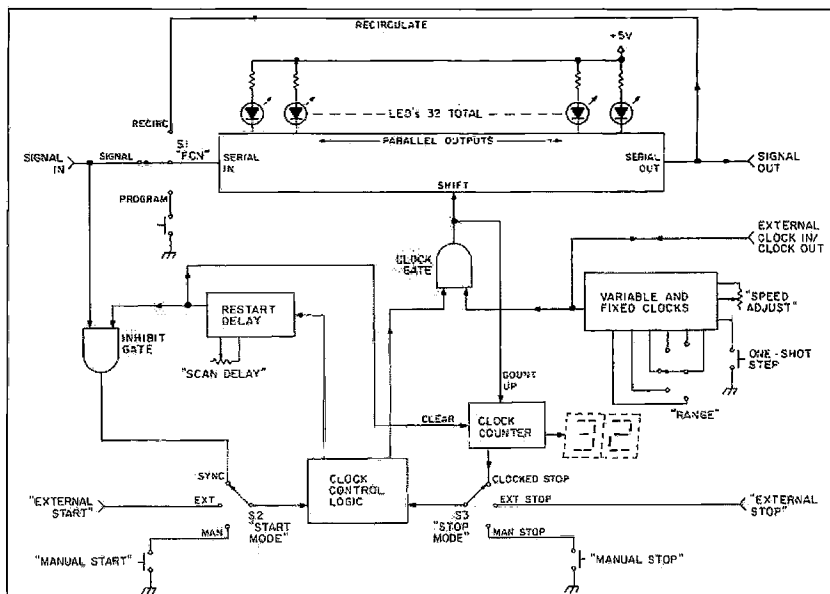 RECIRCULATE
+5V
LED's 32 TOTAL
RECIRC
PARALLEL OUTPUTS
S1
"FCN"
SIGNAL
IN
SIGNAL
SERIAL
IN
SERIAL
OUT
SIGNAL
OUT
SHIFT
PROGRAM
EXTERNAL
CLOCK IN/
CLOCK OUT
CLOCK
GATE
VARIABLE AND
FIXED CLOCKS
"SPEED
ADJUST"
RESTART
DELAY
INHIBIT
GATE
ONE-SHOT
STEP
"SCAN DELAY"
COUNT
UP
"RANGE"
CLEAR
CLOCK
COUNTER
32
SYNC
CLOCK
CONTROL
LOGIC
CLOCKED STOP
"EXTERNAL
START"
EXT
EXT STOP
"EXTERNAL
STOP"
S2
"START
MODE"
S3
"STOP
MODE"
MAN
MAN STOP
"MANUAL START"
"MANUAL STOP"